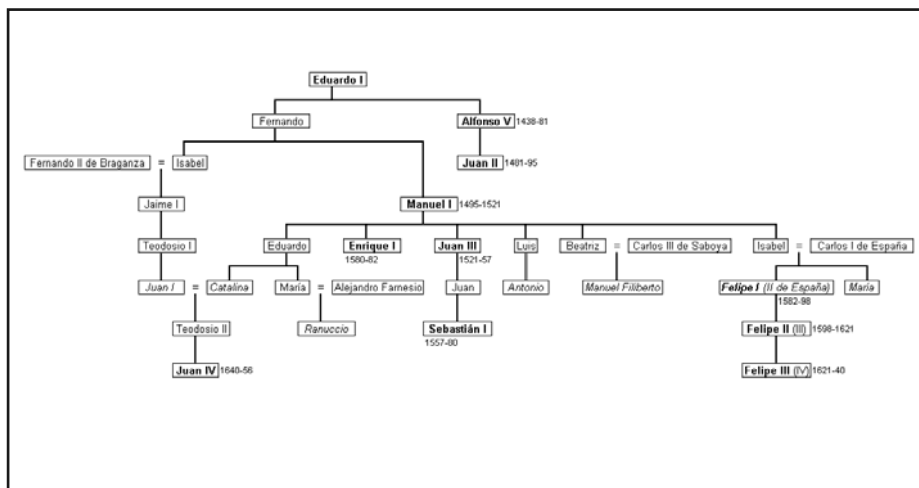 Eduardo I
Fernando
Alfonso V 1438-81
Fernando II de Braganza = Isabel
Juan II 1481-95
Jaime I
Manuel I 1495-1521
Teodosio I
Eduardo
Enrique I
1580-82
Juan III
1521-57
Luis
Beatriz = Carlos III de Saboya
Isabel = Carlos I de España
Juan I = Catalina
María = Alejandro Farnesio
Juan
Antonio
Manuel Filiberto
Felipe I (II de España)
1582-98
María
Teodosio II
Ranuccio
Sebastián I
1557-80
Felipe II (III) 1598-1621
Juan IV 1640-56
Felipe III (IV) 1621-40